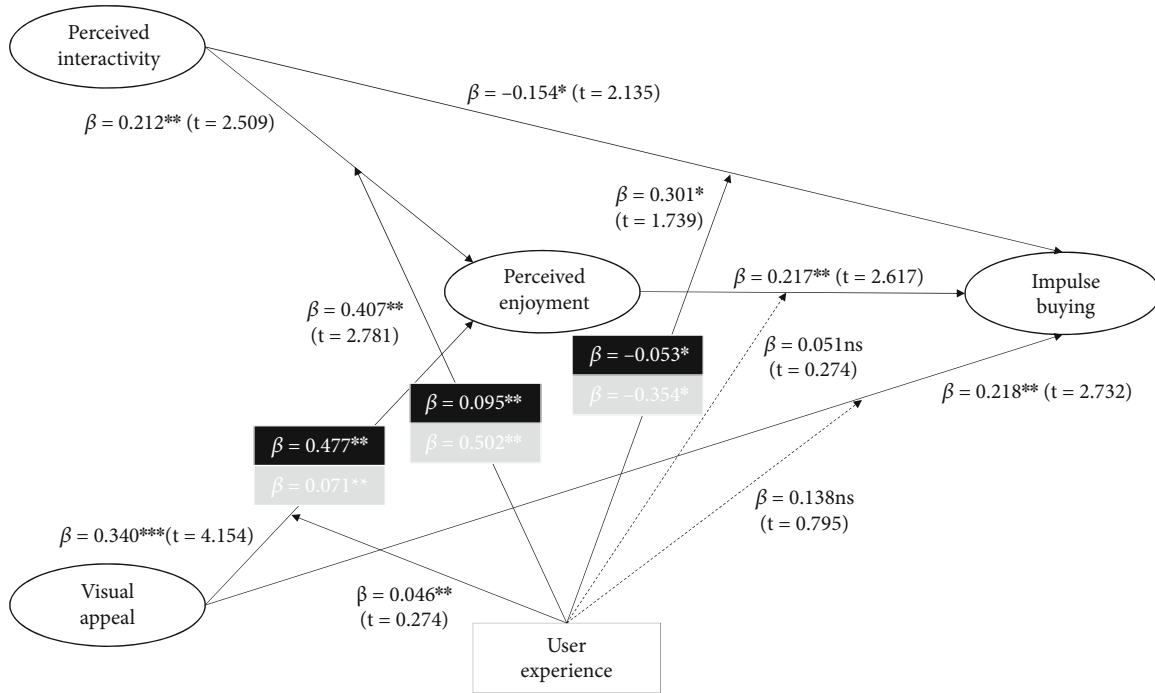 Perceived
interactivity
β = –0.154* (t = 2.135)
β = 0.212** (t = 2.509)
β = 0.301*
(t = 1.739)
Perceived
enjoyment
β = 0.217** (t = 2.617)
Impulse
buying
β = 0.407**
(t = 2.781)
β = –0.053*
β = –0.354*
β = 0.051ns
(t = 0.274)
β = 0.095**
β = 0.502**
β = 0.218** (t = 2.732)
β = 0.477**
β = 0.071**
β = 0.138ns
(t = 0.795)
β = 0.340***(t = 4.154)
Visual
appeal
β = 0.046**
(t = 0.274)
User
experience